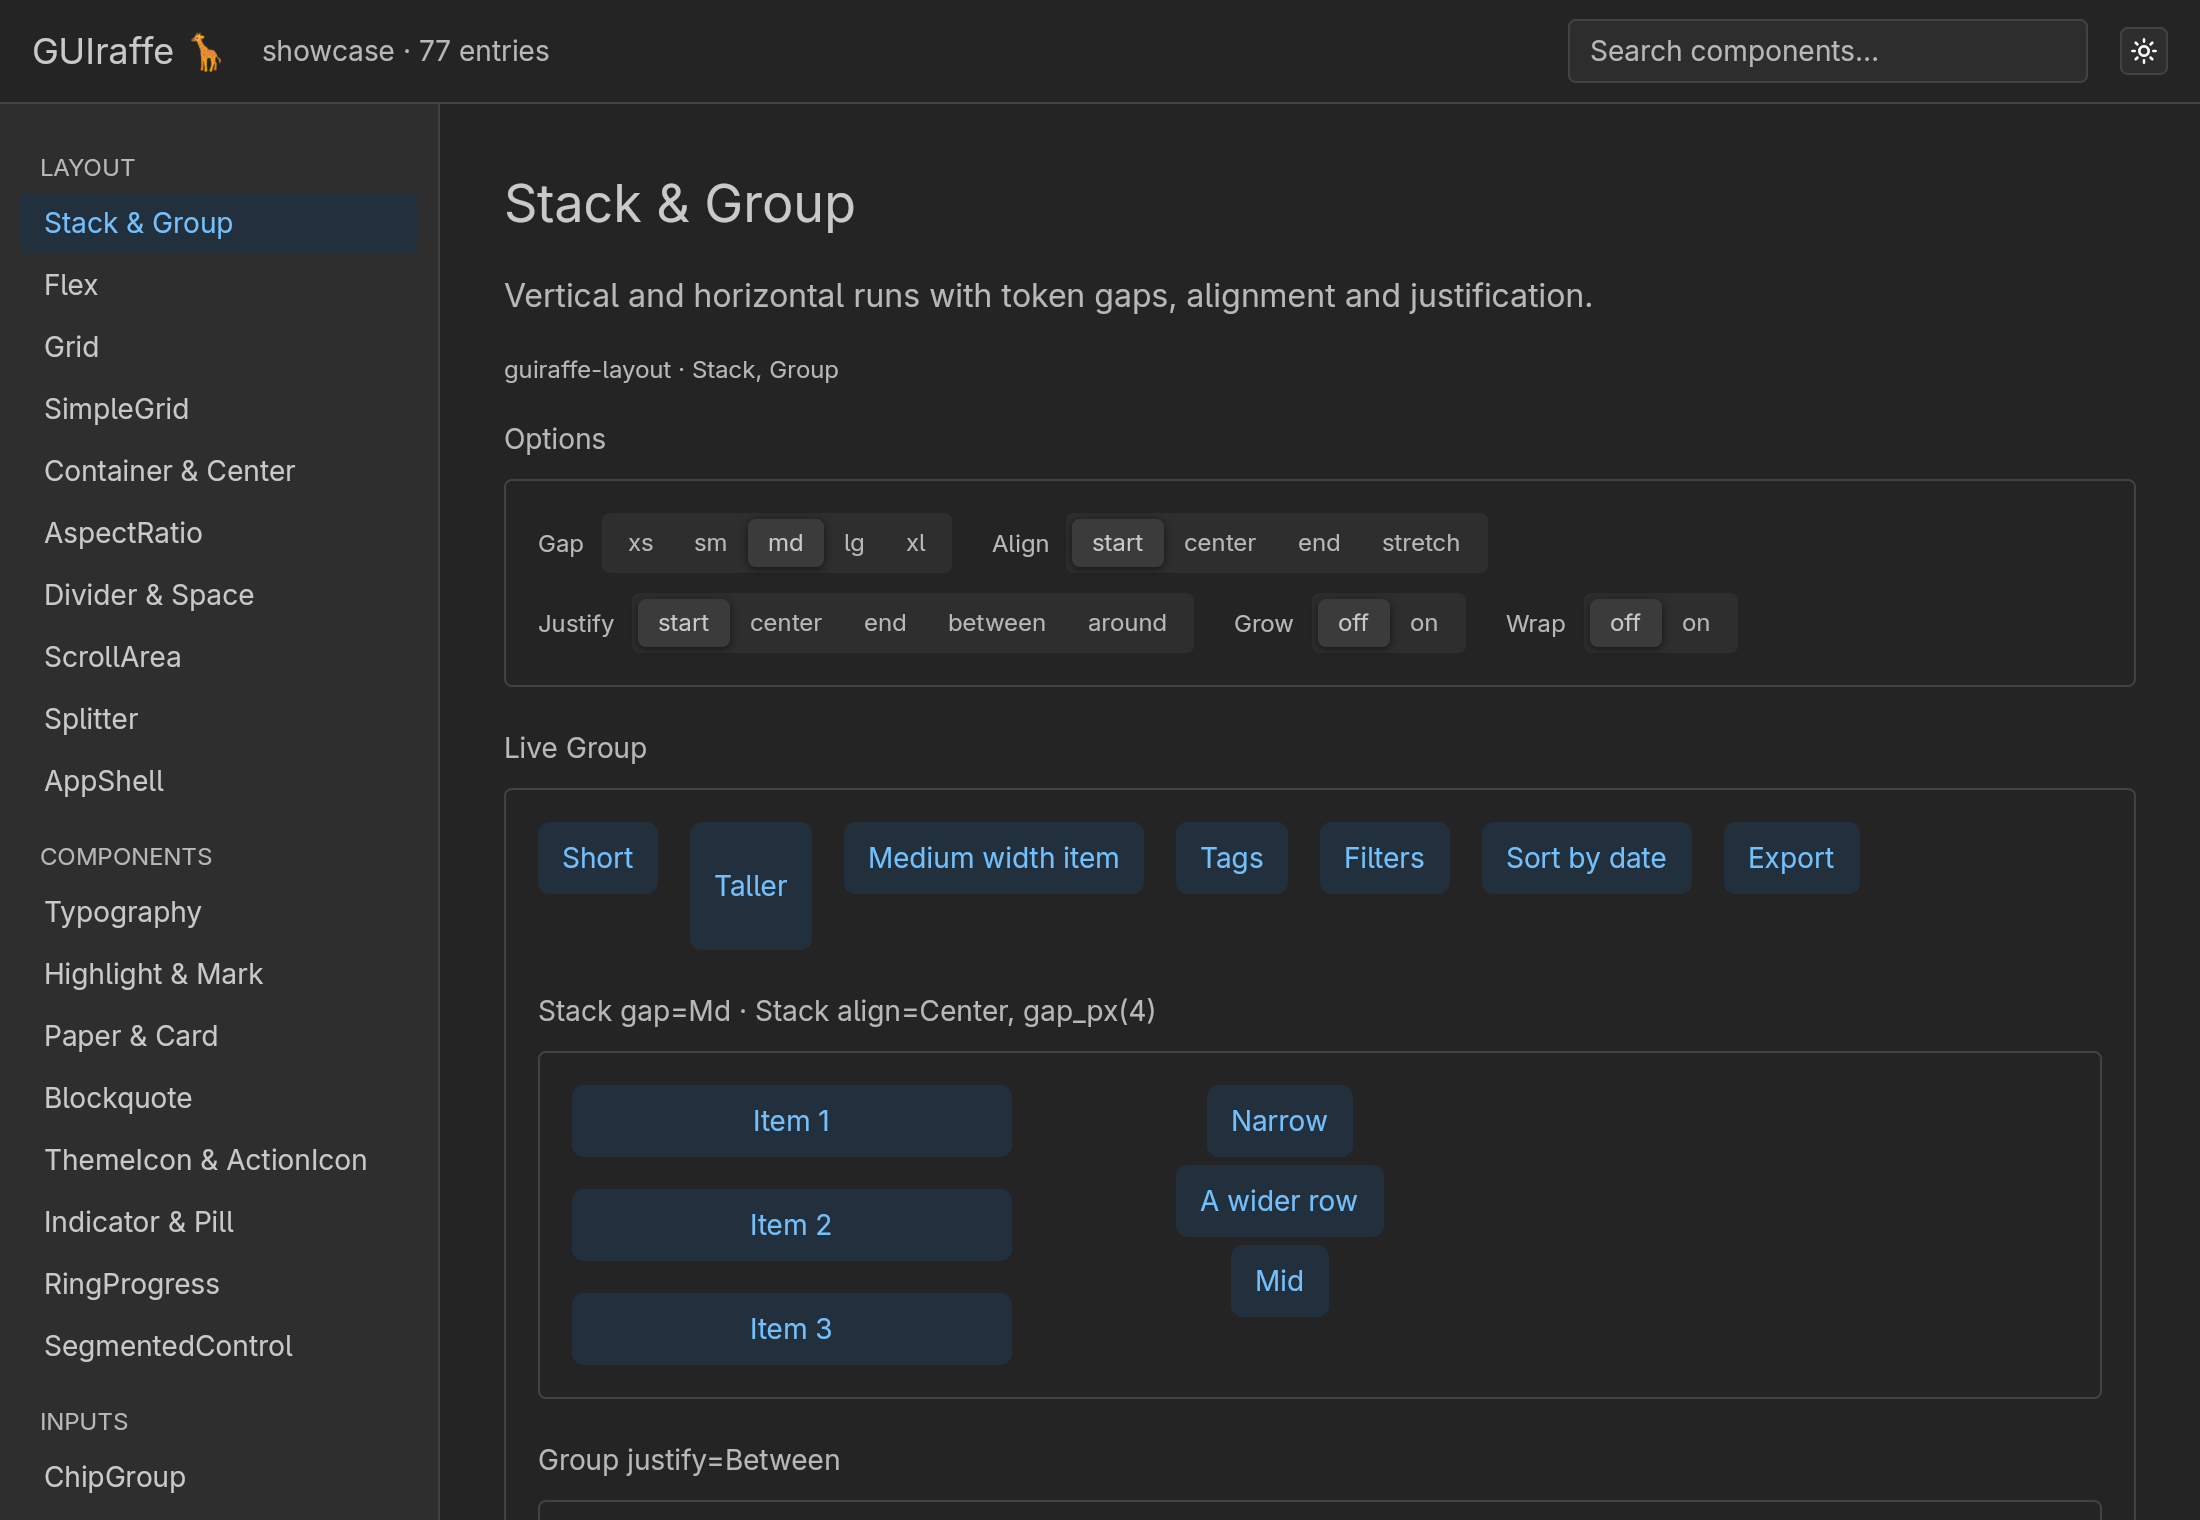 GUIraffe 🦒 showcase · 77 entries Search components...
LAYOUT
Stack & Group
Flex
Grid
SimpleGrid
Container & Center
AspectRatio
Divider & Space
ScrollArea
Splitter
AppShell
COMPONENTS
Typography
Highlight & Mark
Paper & Card
Blockquote
ThemeIcon & ActionIcon
Indicator & Pill
RingProgress
SegmentedControl
INPUTS
ChipGroup
Stack & Group
Vertical and horizontal runs with token gaps, alignment and justification.
guiraffe-layout · Stack, Group
Options
Gap xs sm md lg xl Align start center end stretch
Justify start center end between around Grow off on Wrap off on
Live Group
Short Taller Medium width item Tags Filters Sort by date Export
Stack gap=Md · Stack align=Center, gap_px(4)
Item 1
Item 2
Item 3
Narrow
A wider row
Mid
Group justify=Between